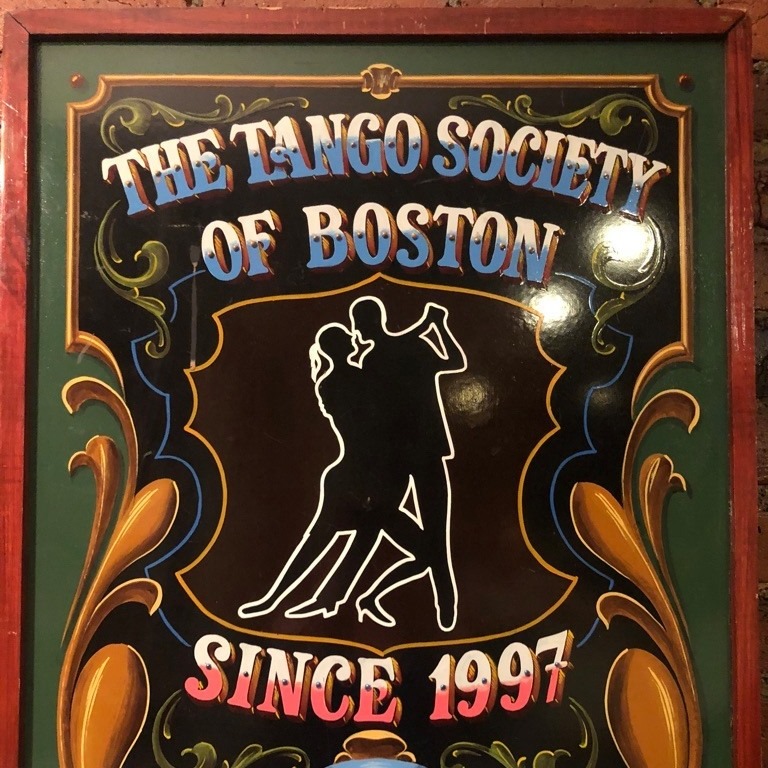 THE TANGO SOCIETY
OF BOSTON
SINCE 1997